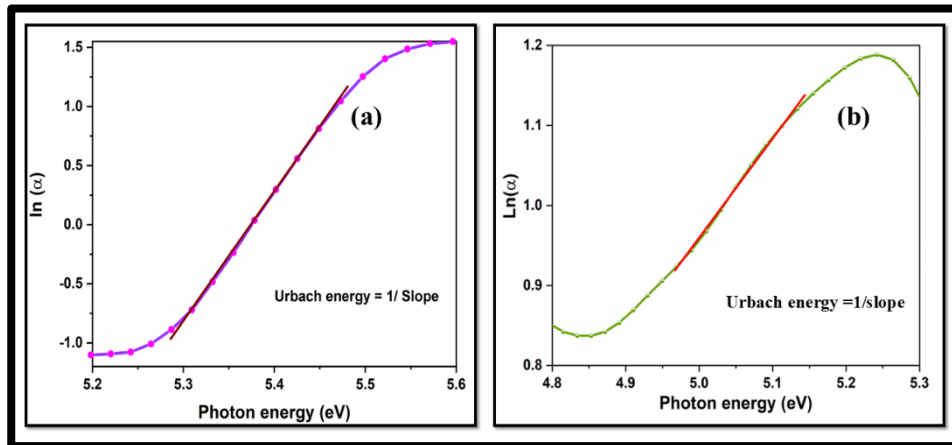 (a)
ln (α)
1.5
1.0
0.5
0.0
-0.5
-1.0
Urbach energy = 1/ Slope
5.2 5.3 5.4 5.5 5.6
Photon energy (eV)
(b)
Ln(α)
1.2
1.1
1.0
0.9
0.8
Urbach energy =1/slope
4.8 4.9 5.0 5.1 5.2 5.3
Photon energy (eV)